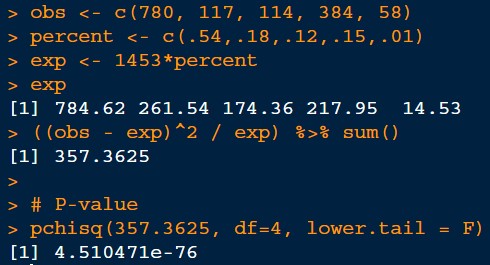 > obs <- c(780, 117, 114, 384, 58)
> percent <- c(.54,.18,.12,.15,.01)
> exp <- 1453*percent
> exp
[1] 784.62 261.54 174.36 217.95  14.53
> ((obs - exp)^2 / exp) %>% sum()
[1] 357.3625
>
> # P-value
> pchisq(357.3625, df=4, lower.tail = F)
[1] 4.510471e-76